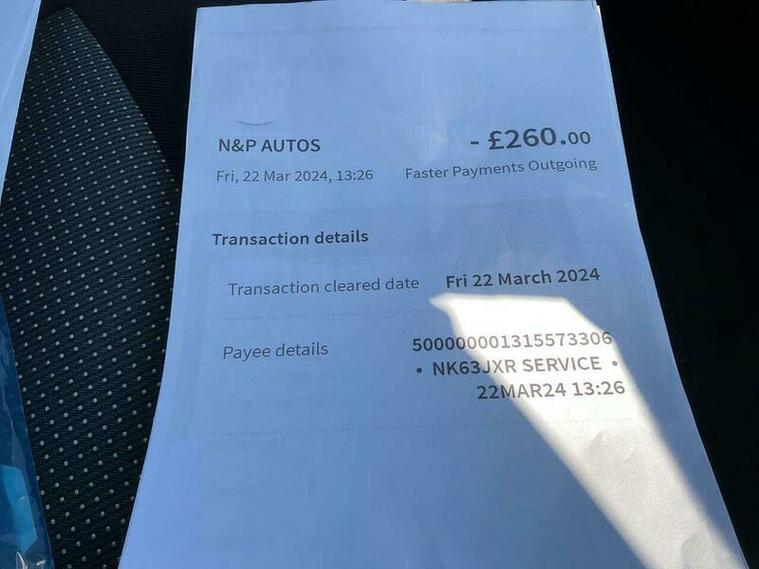 N&P AUTOS - £260.00
Fri, 22 Mar 2024, 13:26 Faster Payments Outgoing
Transaction details
Transaction cleared date Fri 22 March 2024
Payee details 500000001315573306
• NK63JXR SERVICE •
22MAR24 13:26